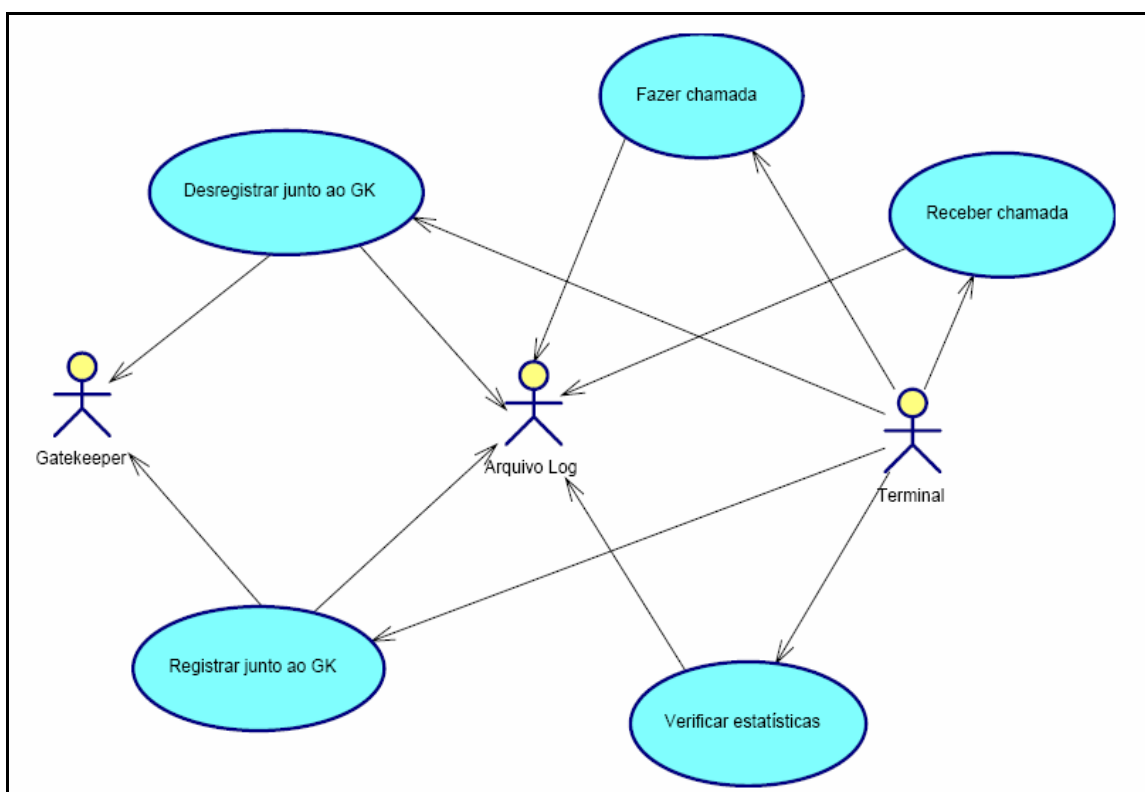 Fazer chamada
Desregistrar junto ao GK
Receber chamada
Gatekeeper
Arquivo Log
Terminal
Registrar junto ao GK
Verificar estatísticas